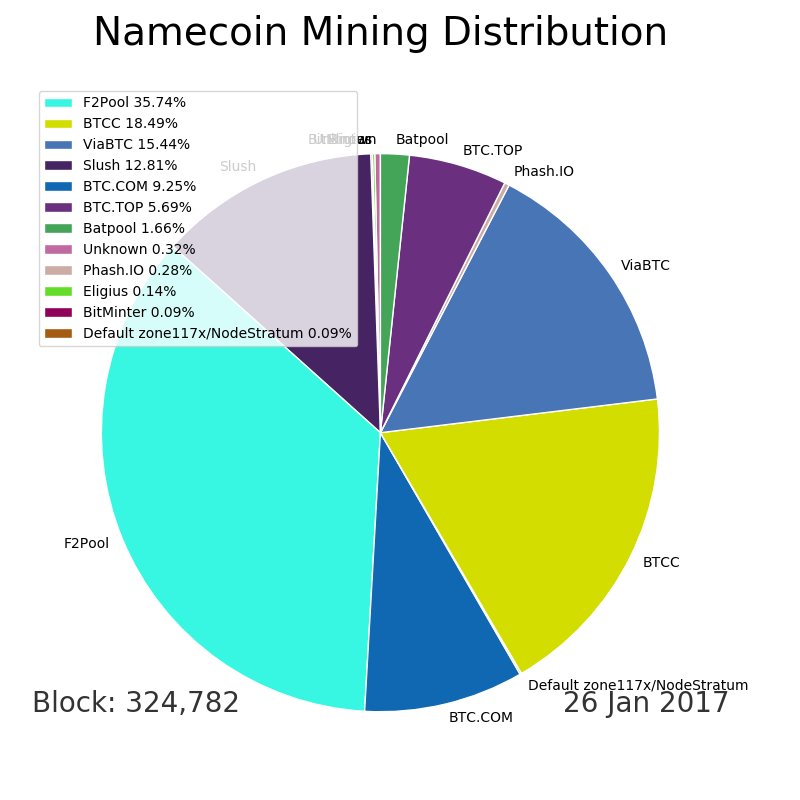 Namecoin Mining Distribution
F2Pool 35.74%
BTCC 18.49%
ViaBTC 15.44%
Slush 12.81%
BTC.COM 9.25%
BTC.TOP 5.69%
Batpool 1.66%
Unknown 0.32%
Phash.IO 0.28%
Eligius 0.14%
BitMinter 0.09%
Default zone117x/NodeStratum 0.09%
Batpool
BTC.TOP
Phash.IO
Slush
ViaBTC
F2Pool
BTCC
Default zone117x/NodeStratum
BTC.COM
Block: 324,782
26 Jan 2017